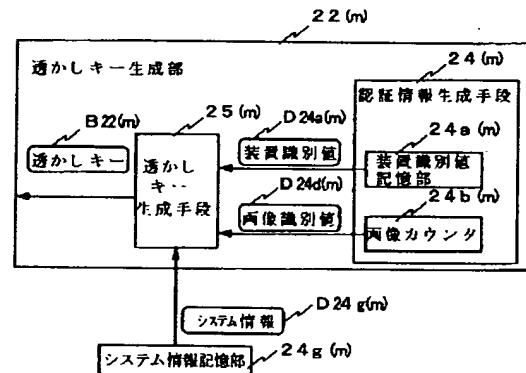 22(m)
透かしキー生成部
24(m)
認証情報生成手段
B22(m)
25(m)
D24a(m)
24a(m)
透かしキー
透かし
キー
生成手段
装置識別値
装置識別値
記憶部
D24d(m)
24b(m)
画像識別値
画像カウンタ
システム情報
D24g(m)
システム情報記憶部
24g(m)